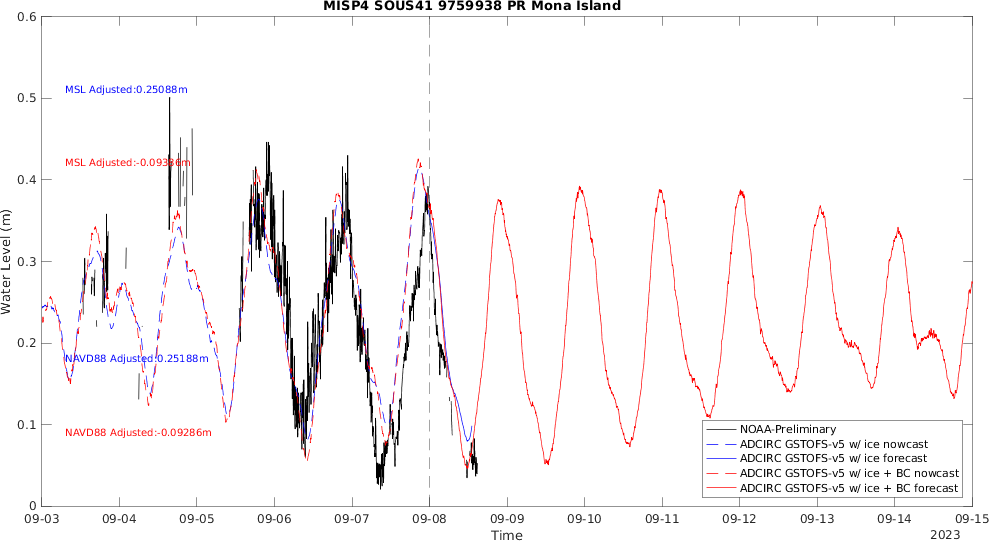 MISP4 SOUS41 9759938 PR Mona Island
0.6
0.5
0.4
0.3
0.2
0.1
0
Water Level (m)
MSL Adjusted:0.25088m
MSL Adjusted:-0.09336m
NAVD88 Adjusted:0.25188m
NAVD88 Adjusted:-0.09286m
NOAA-Preliminary
ADCIRC GSTOFS-v5 w/ ice nowcast
ADCIRC GSTOFS-v5 w/ ice forecast
ADCIRC GSTOFS-v5 w/ ice + BC nowcast
ADCIRC GSTOFS-v5 w/ ice + BC forecast
09-03 09-04 09-05 09-06 09-07 09-08 09-09 09-10 09-11 09-12 09-13 09-14 09-15
Time
2023